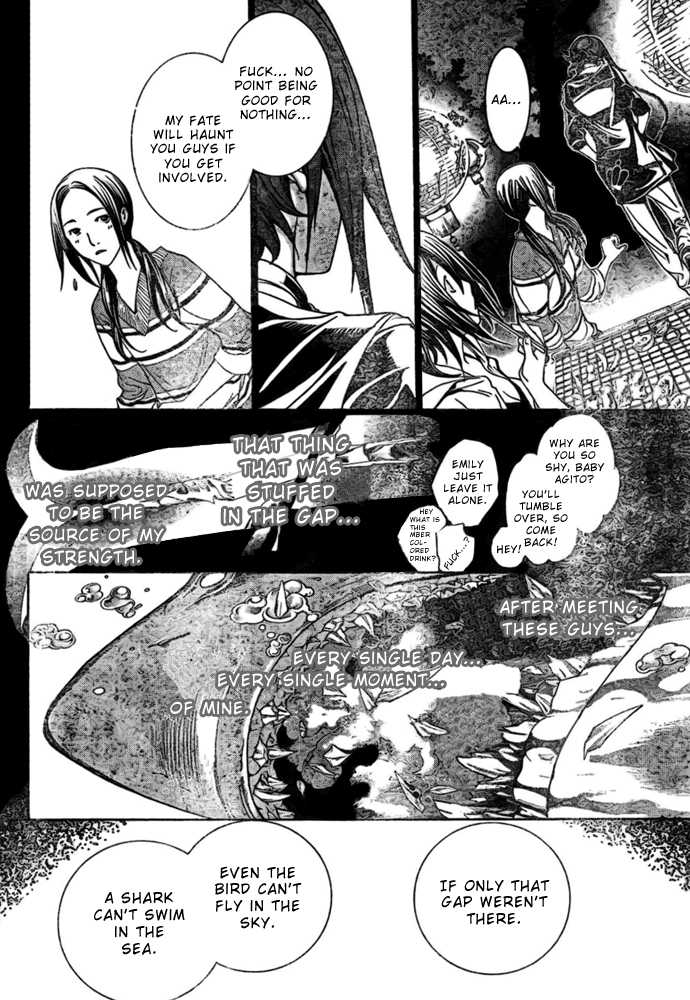 AA...
FUCK... NO
POINT BEING
GOOD FOR
NOTHING...
MY FATE
WILL HAUNT
YOU GUYS IF
YOU GET
INVOLVED.
WHY ARE
YOU SO
SHY, BABY
AGITO?
YOU'LL
TUMBLE
OVER, SO
COME
BACK!
HEY!
EMILY
JUST
LEAVE IT
ALONE.
FUCK...?
HEY
WHAT IS
THIS
MBER
COL-
ORED
DRINK?
THAT THING
THAT WAS
STUFFED
IN THE GAP...
WAS SUPPOSED
TO BE THE
SOURCE OF MY
STRENGTH.
AFTER MEETING
THESE GUYS...
EVERY SINGLE DAY...
EVERY SINGLE MOMENT...
OF MINE.
IF ONLY THAT
GAP WEREN'T
THERE.
EVEN THE
BIRD CAN'T
FLY IN THE
SKY.
A SHARK
CAN'T SWIM
IN THE
SEA.